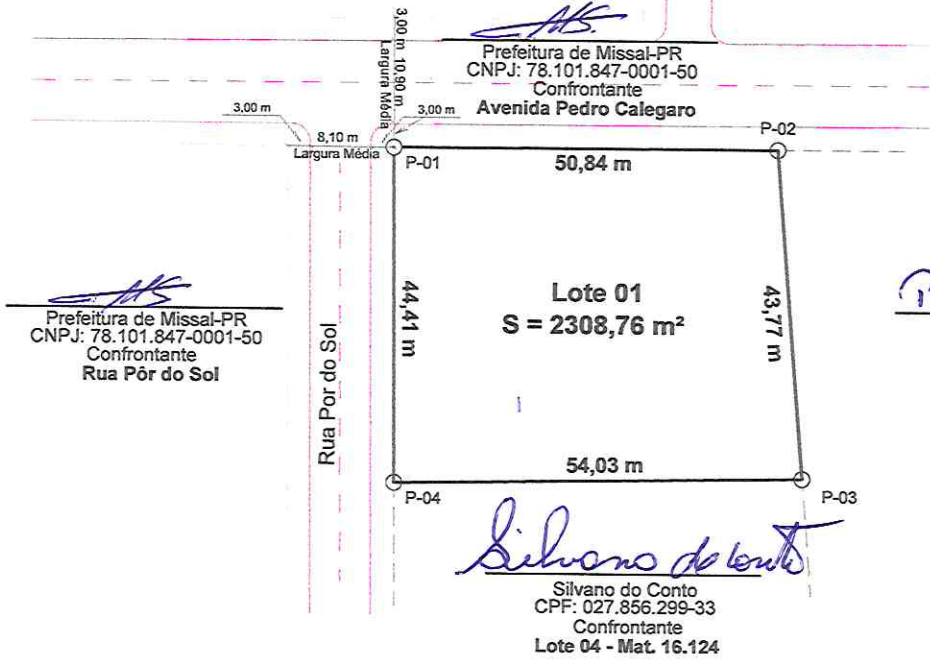 Prefeitura de Missal-PR
CNPJ: 78.101.847-0001-50
Confrontante
Avenida Pedro Calegaro
3,00 m
10,90 m
Largura Média
3,00 m
3,00 m
8,10 m
Largura Média
P-01
50,84 m
P-02
Prefeitura de Missal-PR
CNPJ: 78.101.847-0001-50
Confrontante
Rua Pôr do Sol
Rua Por do Sol
44,41 m
Lote 01
S = 2308,76 m²
43,77 m
54,03 m
P-04
P-03
Silvano do Conto
Silvano do Conto
CPF: 027.856.299-33
Confrontante
Lote 04 - Mat. 16.124